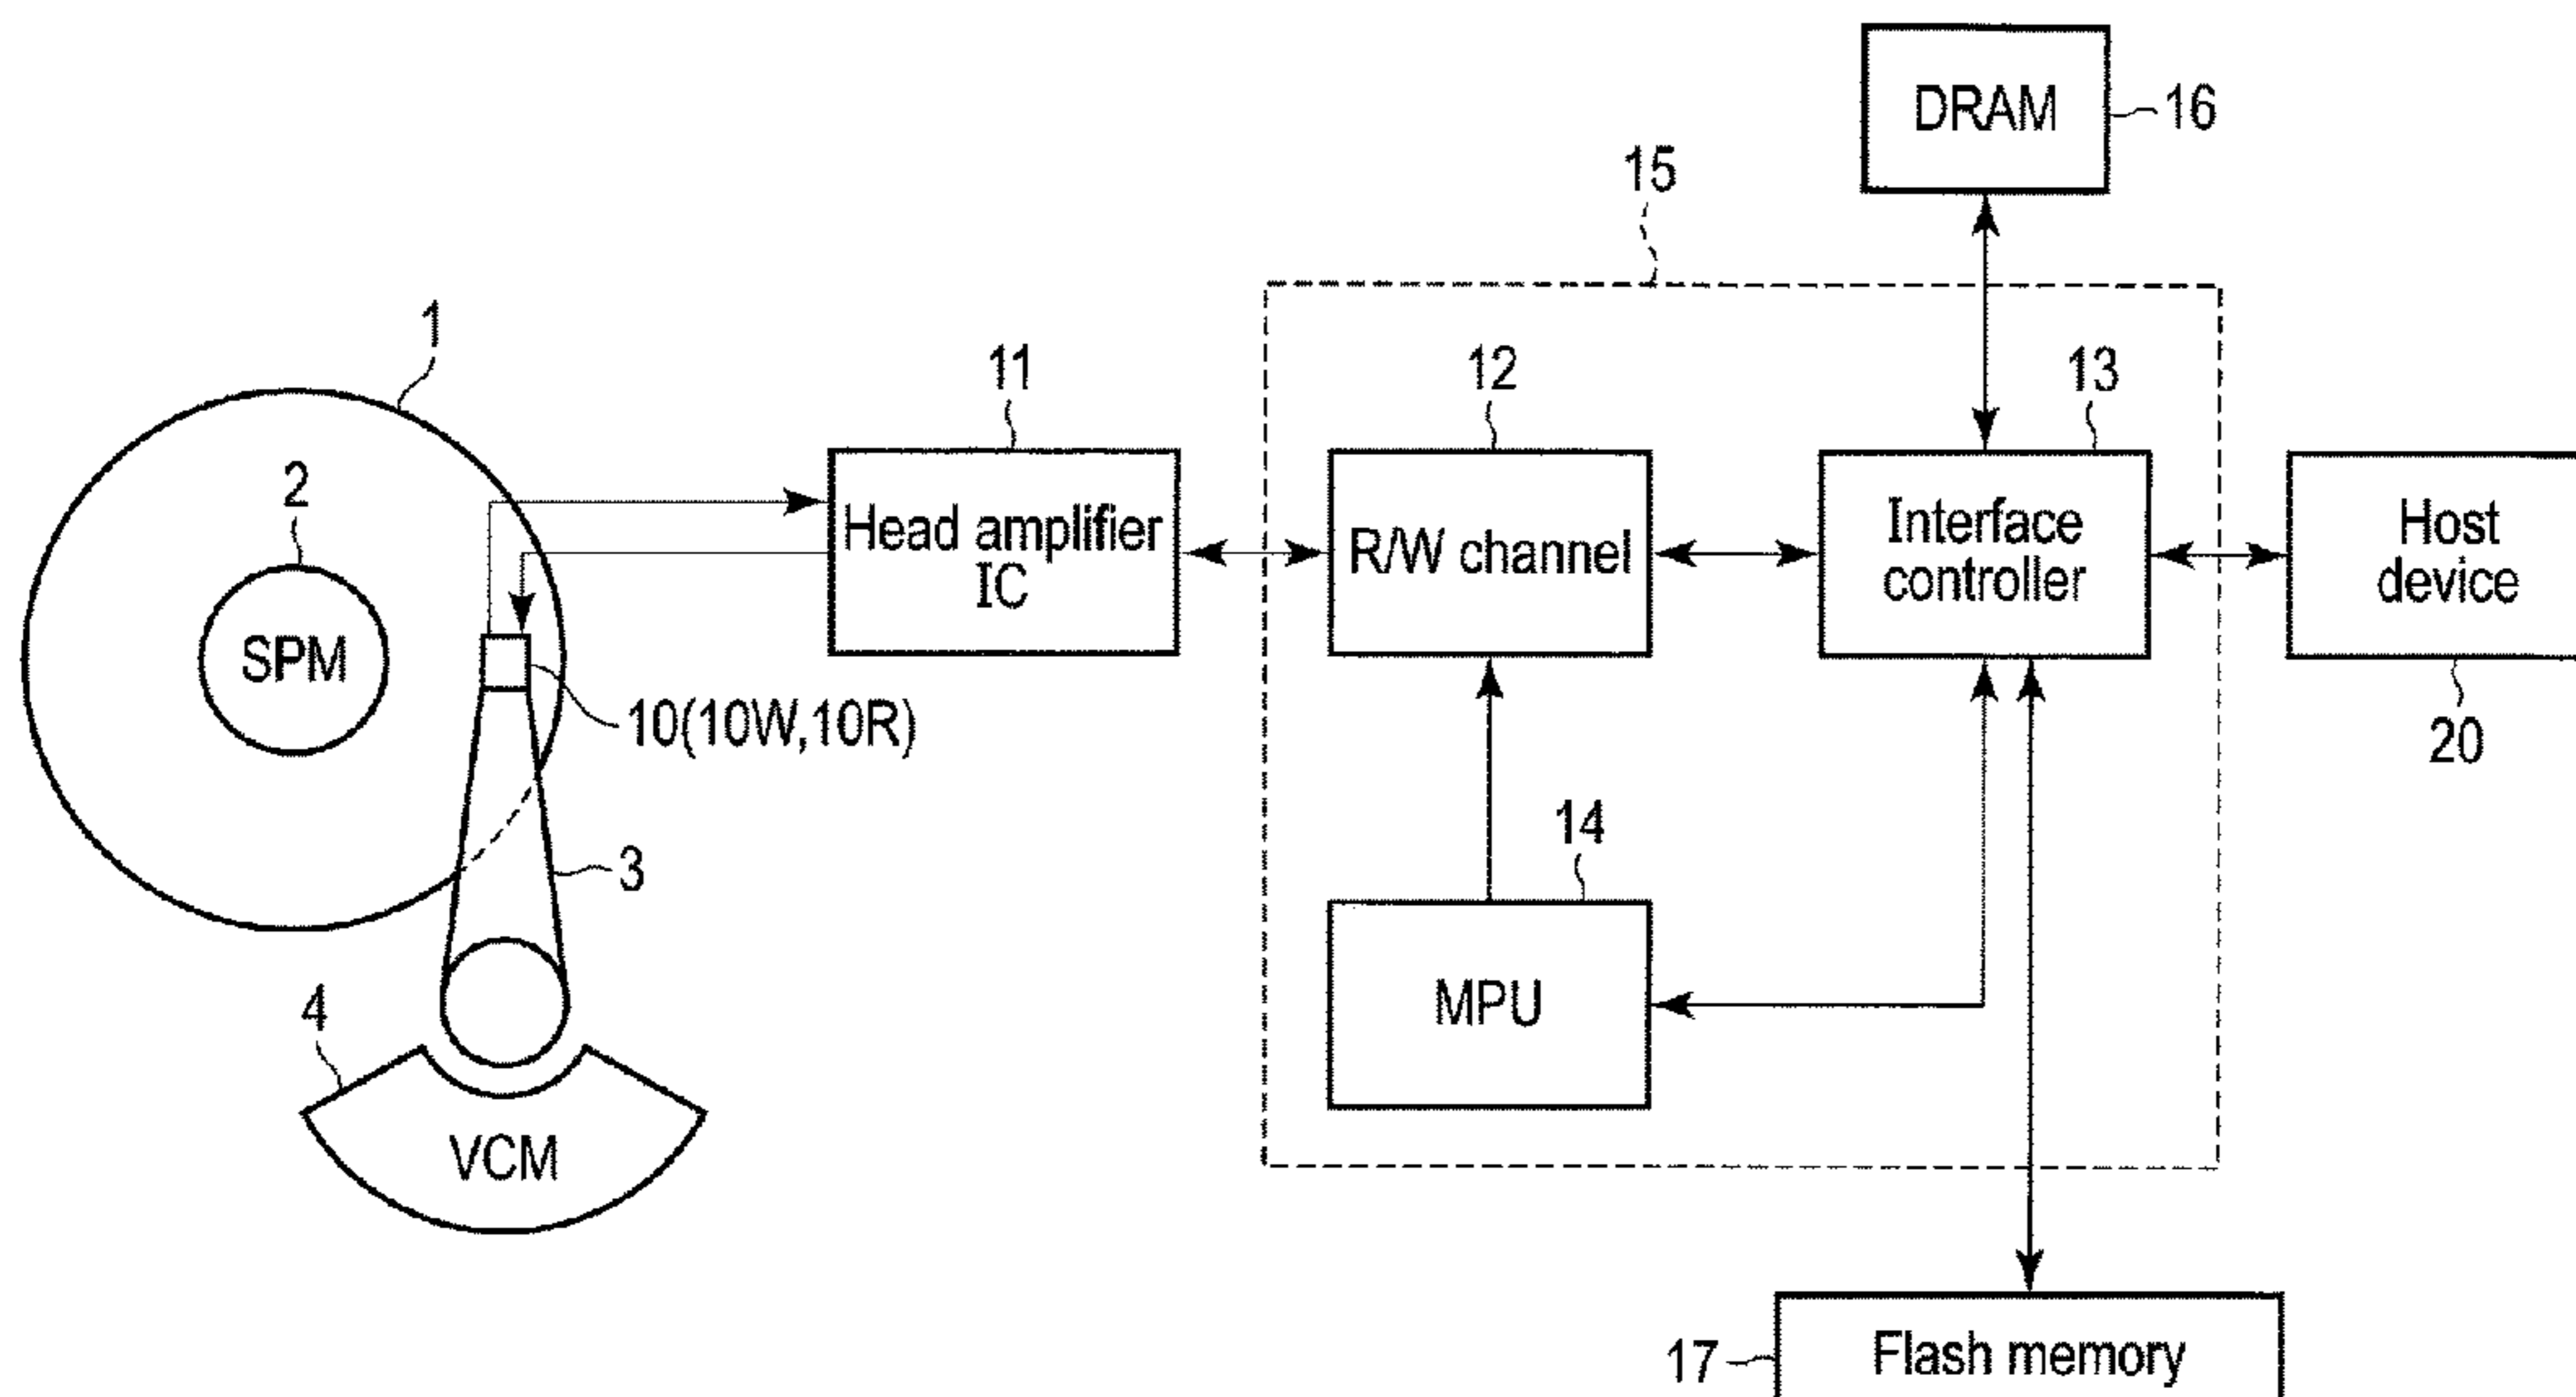 DRAM
16
15
1
11
12
13
2
Head amplifier
IC
R/W channel
Interface
controller
Host
device
SPM
10(10W,10R)
20
14
3
MPU
4
VCM
17
Flash memory